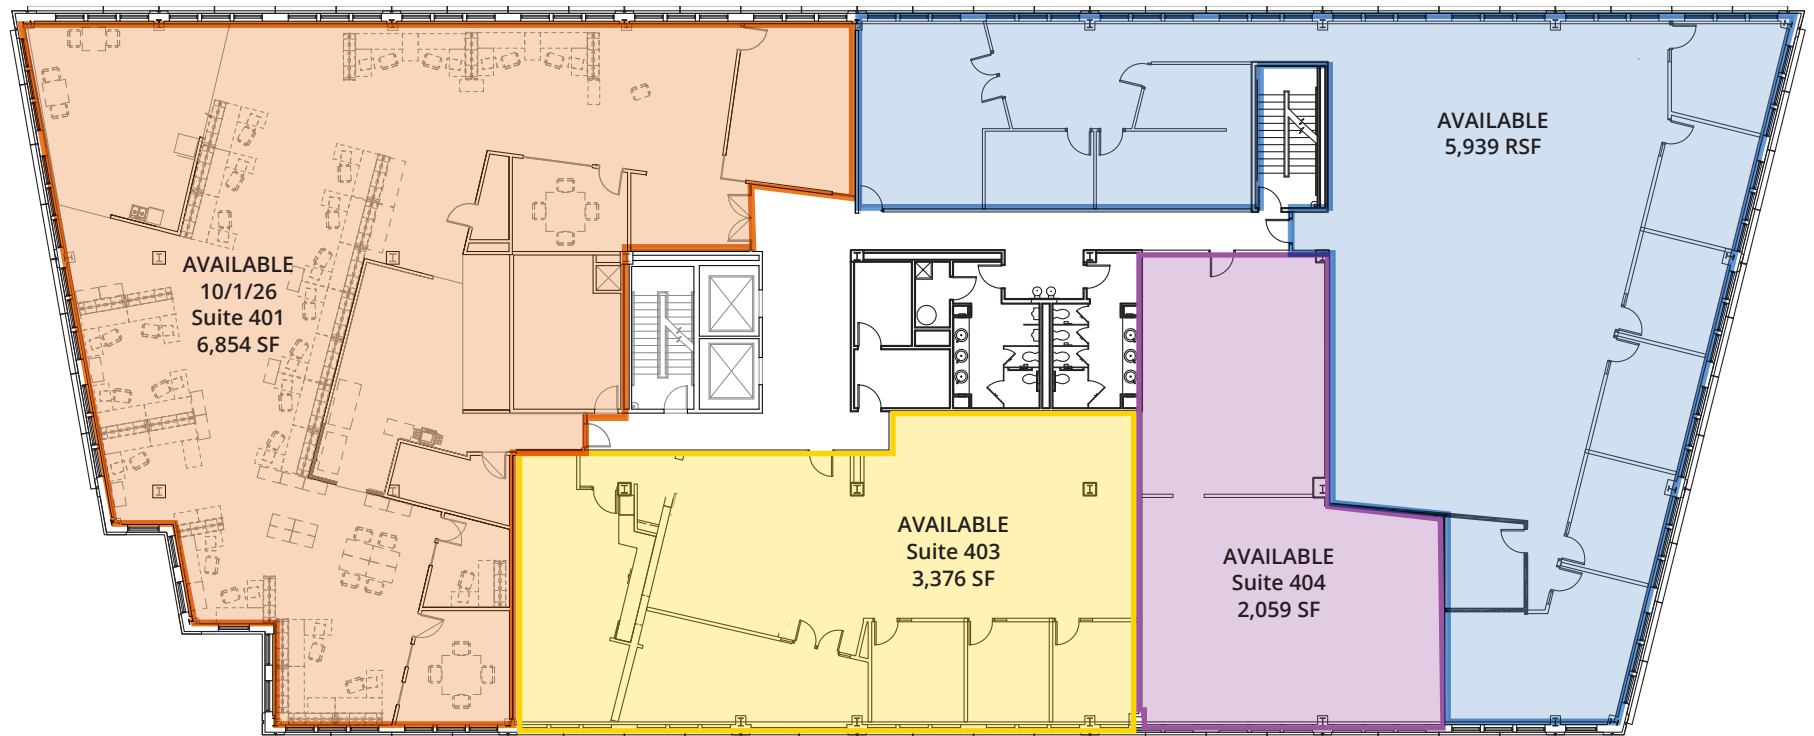 AVAILABLE
5,939 RSF
AVAILABLE
10/1/26
Suite 401
6,854 SF
AVAILABLE
Suite 403
3,376 SF
AVAILABLE
Suite 404
2,059 SF